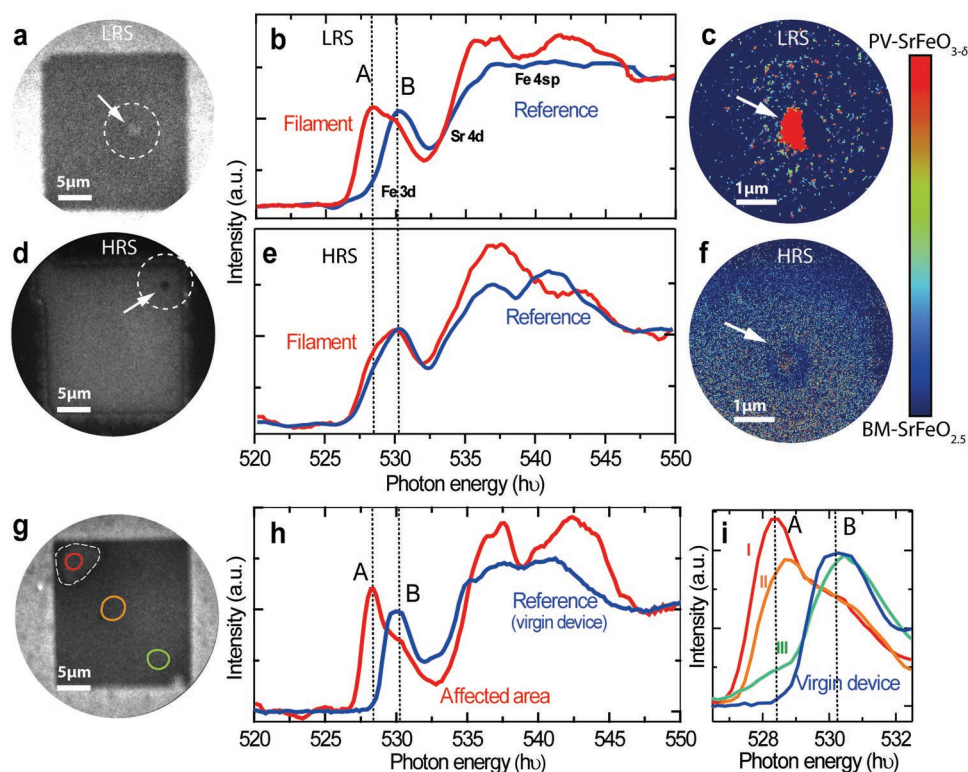 a
LRS
5μm
b
LRS
A
B
Filament
Fe 3d
Sr 4d
Fe 4sp
Reference
c
LRS
1μm
PV-SrFeO3-δ
BM-SrFeO2.5
d
HRS
5μm
e
HRS
Filament
Reference
f
HRS
1μm
Intensity (a.u.)
520 525 530 535 540 545 550
Photon energy (hυ)
g
5μm
h
A
B
Reference
(virgin device)
Affected area
Intensity (a.u.)
520 525 530 535 540 545 550
Photon energy (hυ)
i
A
B
I
II
III
Virgin device
Intensity (a.u.)
528 530 532
Photon energy (hυ)